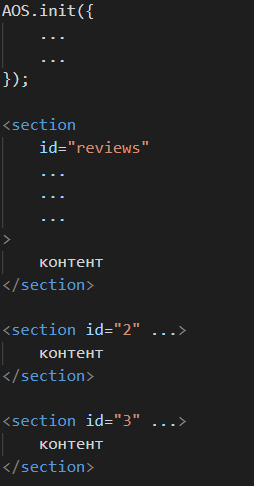 AOS.init({
    ...
    ...
});
<section
    id="reviews"
    ...
    ...
    ...
>
    контент
</section>
<section id="2" ...>
    контент
</section>
<section id="3" ...>
    контент
</section>